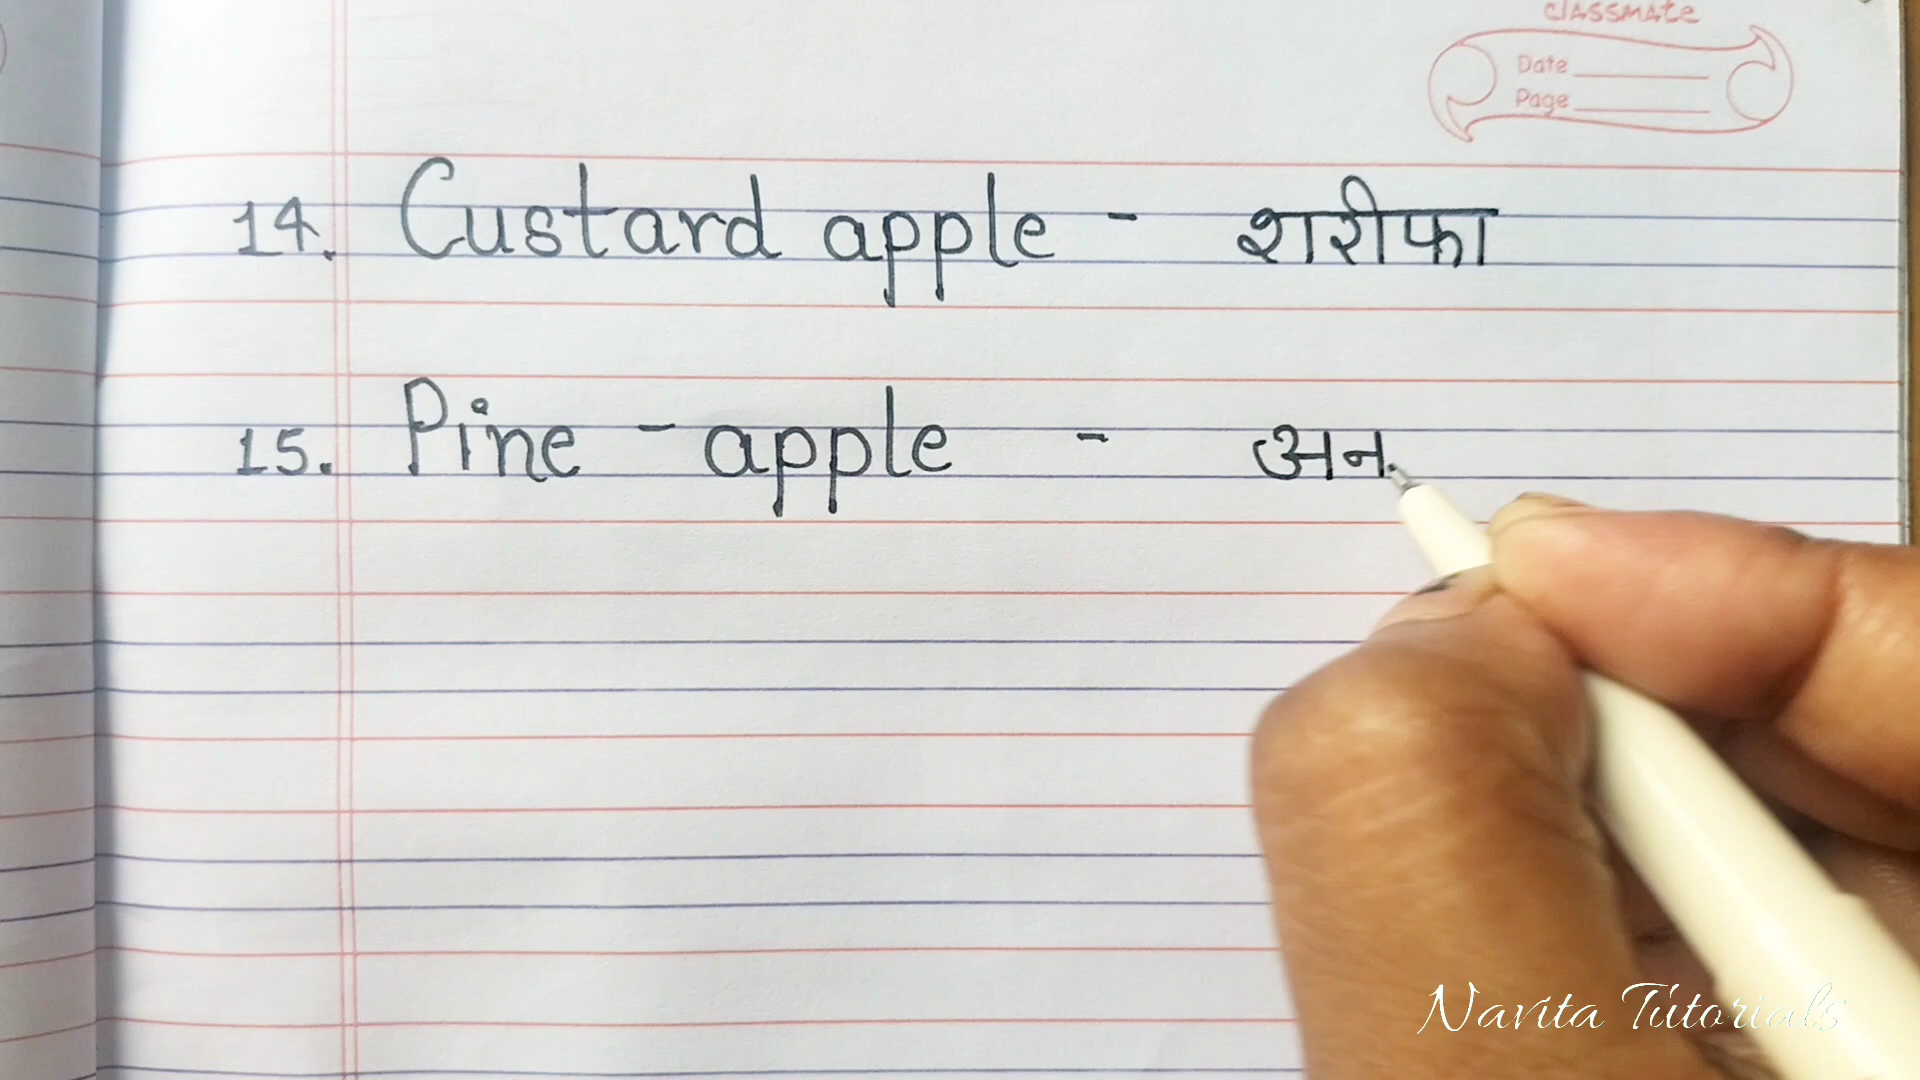 classmate
Date
Page
14. Custard apple - शरीफा
15. Pine - apple - अन
Navita Tutorials